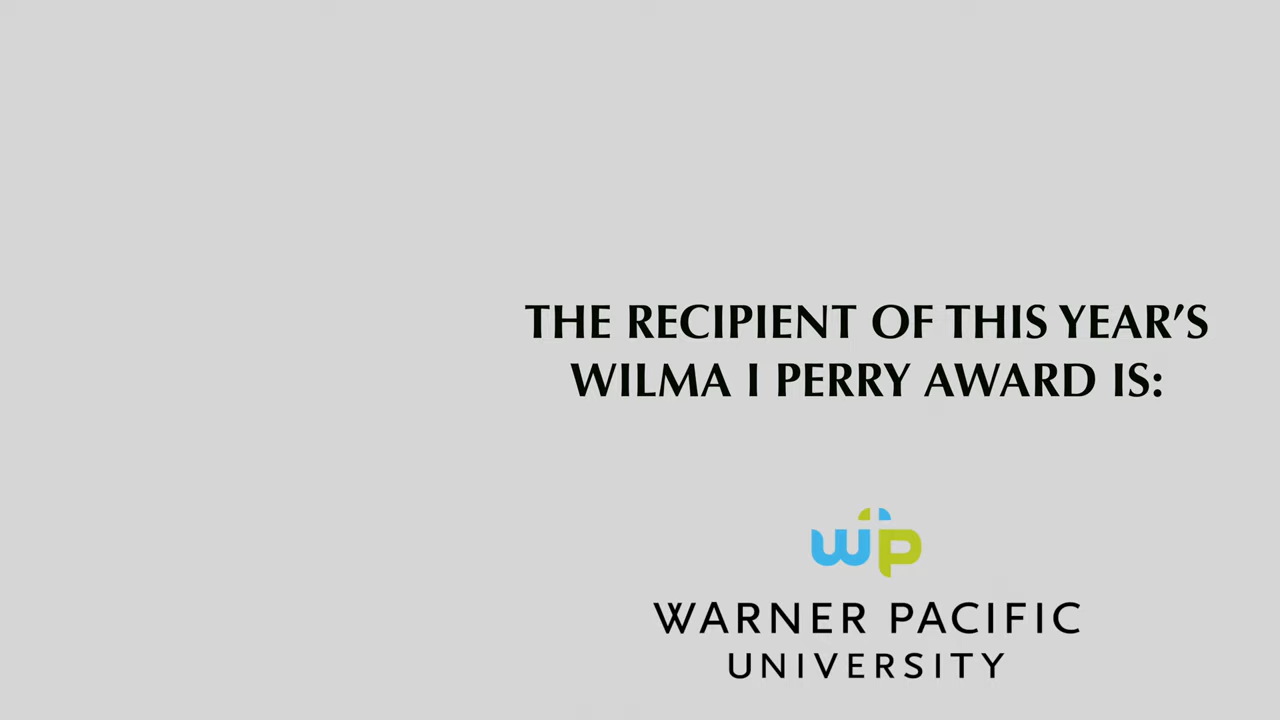 THE RECIPIENT OF THIS YEAR’S
WILMA I PERRY AWARD IS:
wp
WARNER PACIFIC
UNIVERSITY